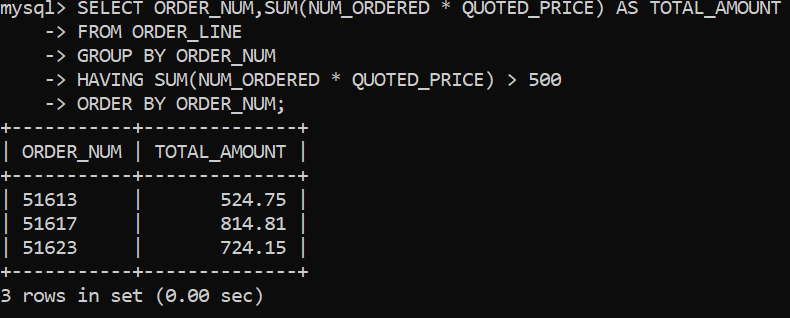 mysql> SELECT ORDER_NUM,SUM(NUM_ORDERED * QUOTED_PRICE) AS TOTAL_AMOUNT
    -> FROM ORDER_LINE
    -> GROUP BY ORDER_NUM
    -> HAVING SUM(NUM_ORDERED * QUOTED_PRICE) > 500
    -> ORDER BY ORDER_NUM;
+-----------+--------------+
| ORDER_NUM | TOTAL_AMOUNT |
+-----------+--------------+
| 51613     |       524.75 |
| 51617     |       814.81 |
| 51623     |       724.15 |
+-----------+--------------+
3 rows in set (0.00 sec)